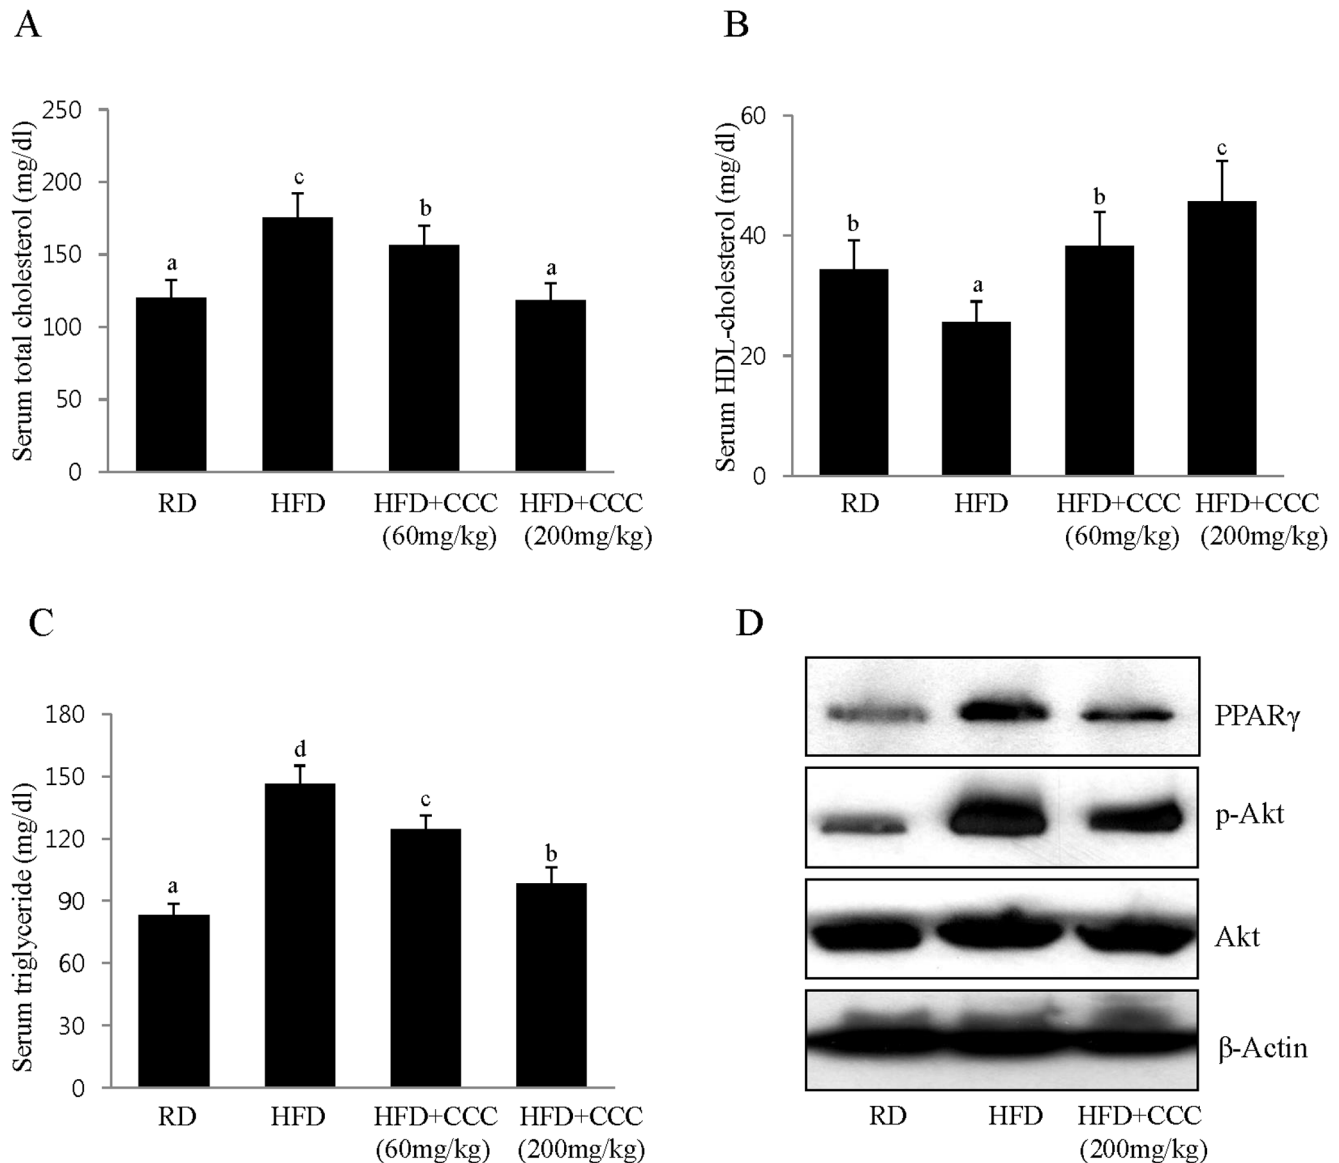 A
Serum total cholesterol (mg/dl)
250
200
150
100
50
0
a
c
b
a
RD HFD HFD+CCC HFD+CCC
(60mg/kg) (200mg/kg)
B
Serum HDL-cholesterol (mg/dl)
60
40
20
0
b
a
b
c
RD HFD HFD+CCC HFD+CCC
(60mg/kg) (200mg/kg)
C
Serum triglyceride (mg/dl)
180
150
120
90
60
30
0
a
d
c
b
RD HFD HFD+CCC HFD+CCC
(60mg/kg) (200mg/kg)
D
PPARγ
p-Akt
Akt
β-Actin
RD HFD HFD+CCC
(200mg/kg)